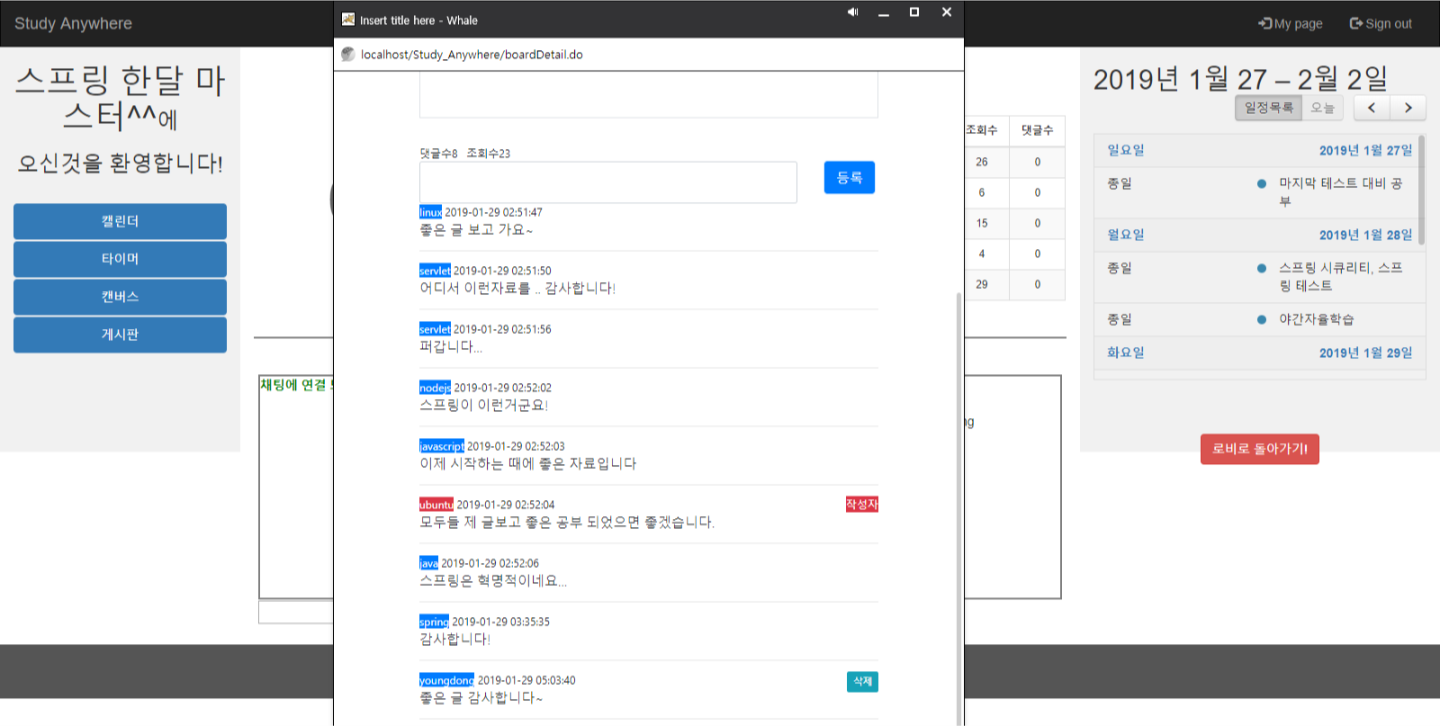 Study Anywhere
My page
Sign out
스프링 한달 마
스터^^에
오신것을 환영합니다!
캘린더
타이머
캔버스
게시판
Insert title here - Whale
localhost/Study_Anywhere/boardDetail.do
댓글수8 조회수23
등록
linux 2019-01-29 02:51:47
좋은 글 보고 가요~
servlet 2019-01-29 02:51:50
어디서 이런자료를 .. 감사합니다!
servlet 2019-01-29 02:51:56
퍼갑니다...
nodejs 2019-01-29 02:52:02
스프링이 이런거군요!
javascript 2019-01-29 02:52:03
이제 시작하는 때에 좋은 자료입니다
ubuntu 2019-01-29 02:52:04 작성자
모두들 제 글보고 좋은 공부 되었으면 좋겠습니다.
java 2019-01-29 02:52:06
스프링은 혁명적이네요...
spring 2019-01-29 03:35:35
감사합니다!
youngdong 2019-01-29 05:03:40 삭제
좋은 글 감사합니다~
조회수 댓글수
26 0
6 0
15 0
4 0
29 0
채팅에 연결
ng
2019년 1월 27 – 2월 2일
일정목록 오늘
일요일 2019년 1월 27일
종일 마지막 테스트 대비 공
부
월요일 2019년 1월 28일
종일 스프링 시큐리티, 스프
링 테스트
종일 야간자율학습
화요일 2019년 1월 29일
로비로 돌아가기!